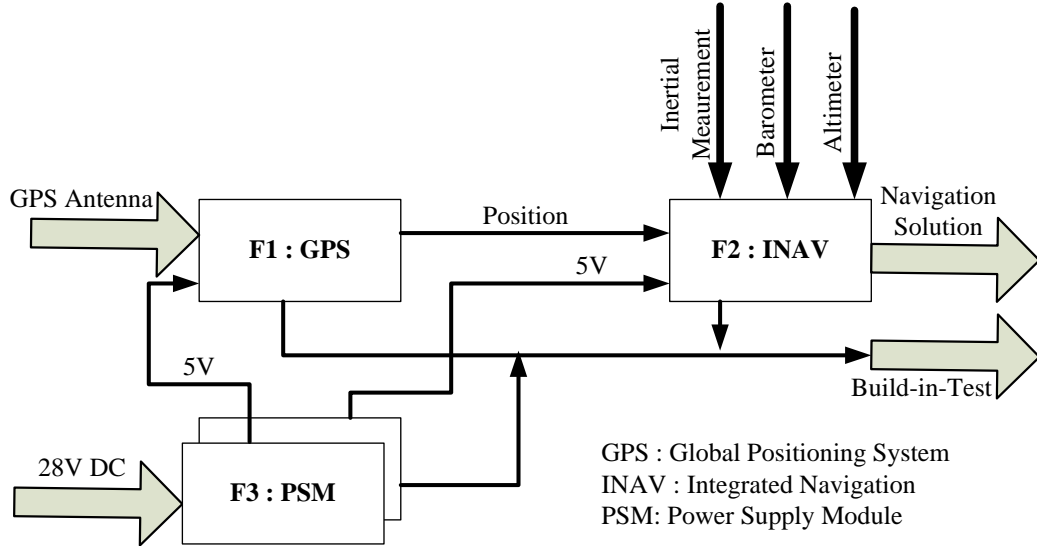 Inertial
Meaurement
Barometer
Altimeter
GPS Antenna
Position
Navigation
Solution
F1 : GPS
F2 : INAV
5V
5V
Build-in-Test
28V DC
F3 : PSM
GPS : Global Positioning System
INAV : Integrated Navigation
PSM: Power Supply Module